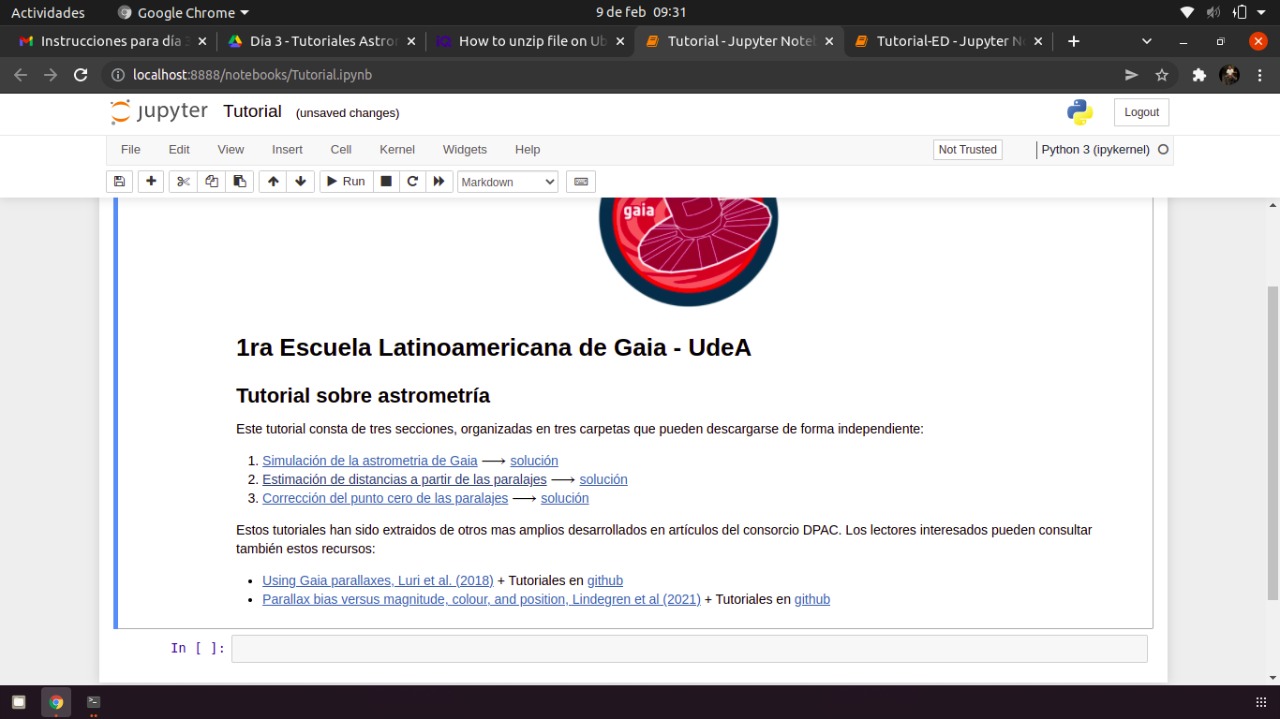 Actividades Google Chrome 9 de feb 09:31
Instrucciones para día 3 Día 3 - Tutoriales Astror How to unzip file on Ub Tutorial - Jupyter Notel Tutorial-ED - Jupyter No
localhost:8888/notebooks/Tutorial.ipynb
jupyter Tutorial (unsaved changes) Logout
File Edit View Insert Cell Kernel Widgets Help Not Trusted Python 3 (ipykernel)
Run Markdown
gaia
1ra Escuela Latinoamericana de Gaia - UdeA
Tutorial sobre astrometría
Este tutorial consta de tres secciones, organizadas en tres carpetas que pueden descargarse de forma independiente:
1. Simulación de la astrometria de Gaia ⟶ solución
2. Estimación de distancias a partir de las paralajes ⟶ solución
3. Corrección del punto cero de las paralajes ⟶ solución
Estos tutoriales han sido extraidos de otros mas amplios desarrollados en artículos del consorcio DPAC. Los lectores interesados pueden consultar
también estos recursos:
• Using Gaia parallaxes, Luri et al. (2018) + Tutoriales en github
• Parallax bias versus magnitude, colour, and position, Lindegren et al (2021) + Tutoriales en github
In [ ]: